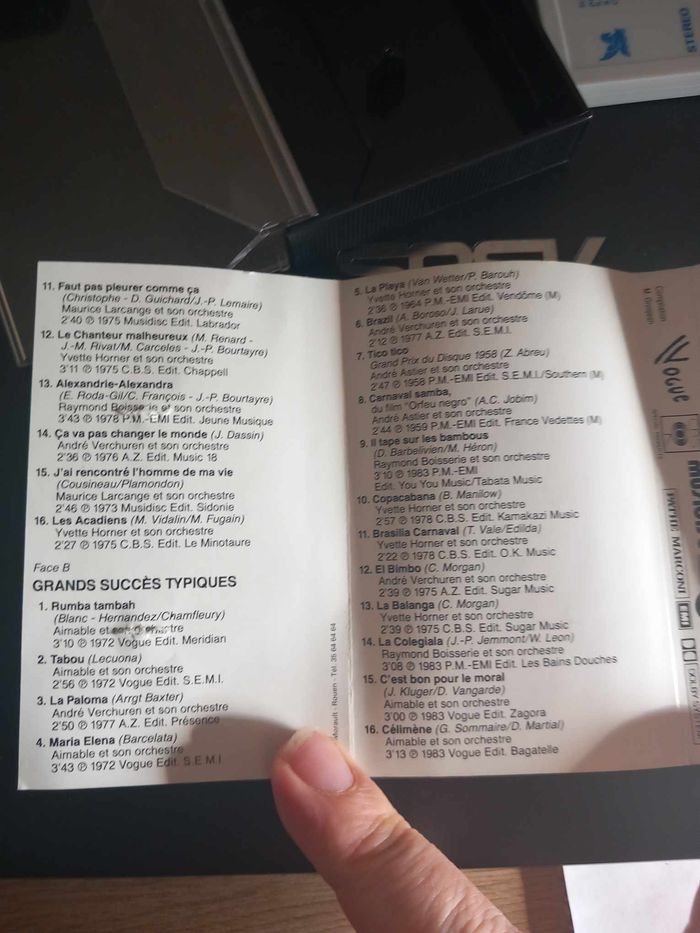 11. Faut pas pleurer comme ça
(Christophe - D. Guichard/J.-P. Lemaire)
Maurice Larcange et son orchestre
2'40 ℗ 1975 Musidisc Edit. Labrador
12. Le Chanteur malheureux (M. Renard -
J.-M. Rivat/M. Carceles - J.-P. Bourtayre)
Yvette Horner et son orchestre
3'11 ℗ 1975 C.B.S. Edit. Chappell
13. Alexandrie-Alexandra
(E. Roda-Gil/C. François - J.-P. Bourtayre)
Raymond Boisserie et son orchestre
3'43 ℗ 1978 P.M.-EMI Edit. Jeune Musique
14. Ça va pas changer le monde (J. Dassin)
André Verchuren et son orchestre
2'36 ℗ 1976 A.Z. Edit. Music 18
15. J'ai rencontré l'homme de ma vie
(Cousineau/Plamondon)
Maurice Larcange et son orchestre
2'46 ℗ 1973 Musidisc Edit. Sidonie
16. Les Acadiens (M. Vidalin/M. Fugain)
Yvette Horner et son orchestre
2'27 ℗ 1975 C.B.S. Edit. Le Minotaure
Face B
GRANDS SUCCÈS TYPIQUES
1. Rumba tambah
(Blanc - Hernandez/Chamfleury)
Aimable et son orchestre
3'10 ℗ 1972 Vogue Edit. Meridian
2. Tabou (Lecuona)
Aimable et son orchestre
2'56 ℗ 1972 Vogue Edit. S.E.M.I.
3. La Paloma (Arrgt Baxter)
André Verchuren et son orchestre
2'50 ℗ 1977 A.Z. Edit. Présence
4. Maria Elena (Barcelata)
Aimable et son orchestre
3'43 ℗ 1972 Vogue Edit. S.E.M.I.
Morault - Rouen - Tél. 35 64 64 64
5. La Playa (Van Wetter/P. Barouh)
Yvette Horner et son orchestre
2'36 ℗ 1964 P.M.-EMI Edit. Vendôme (M)
6. Brazil (A. Boroso/J. Larue)
André Verchuren et son orchestre
2'12 ℗ 1977 A.Z. Edit. S.E.M.I.
7. Tico tico
Grand Prix du Disque 1958 (Z. Abreu)
André Astier et son orchestre
2'47 ℗ 1958 P.M.-EMI Edit. S.E.M.I./Southern (M)
8. Carnaval samba,
du film "Orfeu negro" (A.C. Jobim)
André Astier et son orchestre
2'44 ℗ 1959 P.M.-EMI Edit. France Vedettes (M)
9. Il tape sur les bambous
(D. Barbelivien/M. Héron)
Raymond Boisserie et son orchestre
3'10 ℗ 1983 P.M.-EMI
Edit. You You Music/Tabata Music
10. Copacabana (B. Manilow)
Yvette Horner et son orchestre
2'57 ℗ 1978 C.B.S. Edit. Kamakazi Music
11. Brasilia Carnaval (T. Vale/Edilda)
Yvette Horner et son orchestre
2'22 ℗ 1978 C.B.S. Edit. O.K. Music
12. El Bimbo (C. Morgan)
André Verchuren et son orchestre
2'39 ℗ 1975 A.Z. Edit. Sugar Music
13. La Balanga (C. Morgan)
Yvette Horner et son orchestre
2'39 ℗ 1975 C.B.S. Edit. Sugar Music
14. La Colegiala (J.-P. Jemmont/W. Leon)
Raymond Boisserie et son orchestre
3'08 ℗ 1983 P.M.-EMI Edit. Les Bains Douches
15. C'est bon pour le moral
(J. Kluger/D. Vangarde)
Aimable et son orchestre
3'00 ℗ 1983 Vogue Edit. Zagora
16. Célimène (G. Sommaire/D. Martial)
Aimable et son orchestre
3'13 ℗ 1983 Vogue Edit. Bagatelle
Vogue
PATHE MARCONI
EMI
DOLBY SYSTEM
STEREO